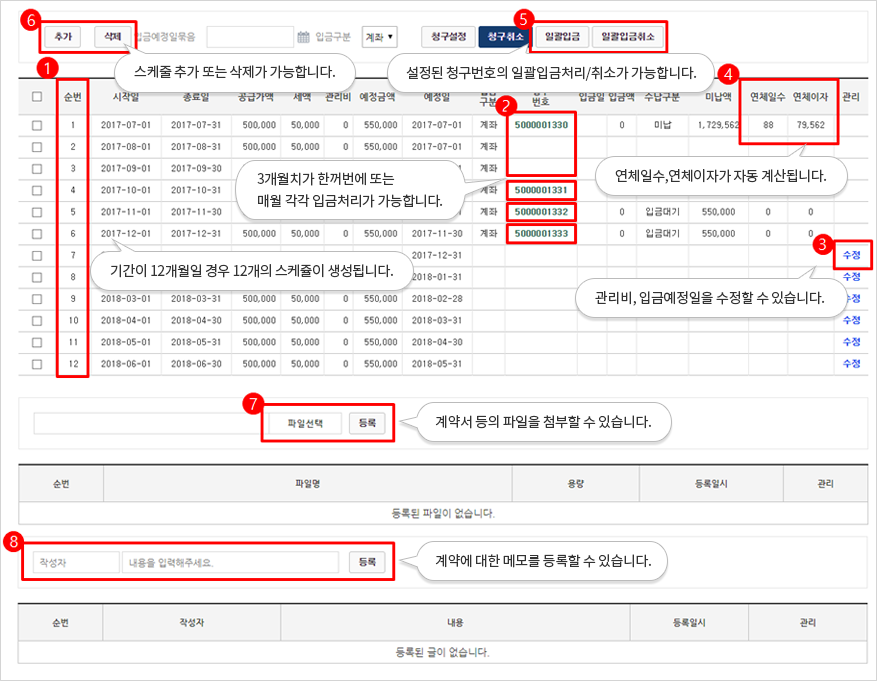 6
추가 삭제 입금예정일묶음 입금구분 계좌 ▼ 청구설정 청구취소 5 일괄입금 일괄입금취소
스케줄 추가 또는 삭제가 가능합니다.
설정된 청구번호의 일괄입금처리/취소가 가능합니다.
1 4
순번 시작일 종료일 공급가액 세액 관리비 예정금액 예정일 구분 번호 입금일 입금액 수납구분 미납액 연체일수 연체이자 관리
2
1 2017-07-01 2017-07-31 500,000 50,000 0 550,000 2017-07-01 계좌 5000001330 0 미납 1,729,562 88 79,562
2 2017-08-01 2017-08-31 500,000 50,000 0 550,000 2017-07-01 계좌
3 2017-09-01 2017-09-30 계좌
3개월치가 한꺼번에 또는
매월 각각 입금처리가 가능합니다.
연체일수,연체이자가 자동 계산됩니다.
4 2017-10-01 2017-10-31 계좌 5000001331
5 2017-11-01 2017-11-30 계좌 5000001332 0 입금대기 550,000 0 0
6 2017-12-01 2017-12-31 2017-11-30 계좌 5000001333 0 입금대기 550,000 0 0
3
7 2017-12-31 수정
기간이 12개월일 경우 12개의 스케줄이 생성됩니다.
8 2018-01-31 수정
관리비, 입금예정일을 수정할 수 있습니다.
9 2018-03-01 2018-03-31 500,000 50,000 0 550,000 2018-02-28 수정
10 2018-04-01 2018-04-30 500,000 50,000 0 550,000 2018-03-31 수정
11 2018-05-01 2018-05-31 500,000 50,000 0 550,000 2018-04-30 수정
12 2018-06-01 2018-06-30 500,000 50,000 0 550,000 2018-05-31 수정
7
파일선택 등록
계약서 등의 파일을 첨부할 수 있습니다.
순번 파일명 용량 등록일시 관리
등록된 파일이 없습니다.
8
작성자 내용을 입력해주세요. 등록
계약에 대한 메모를 등록할 수 있습니다.
순번 작성자 내용 등록일시 관리
등록된 글이 없습니다.